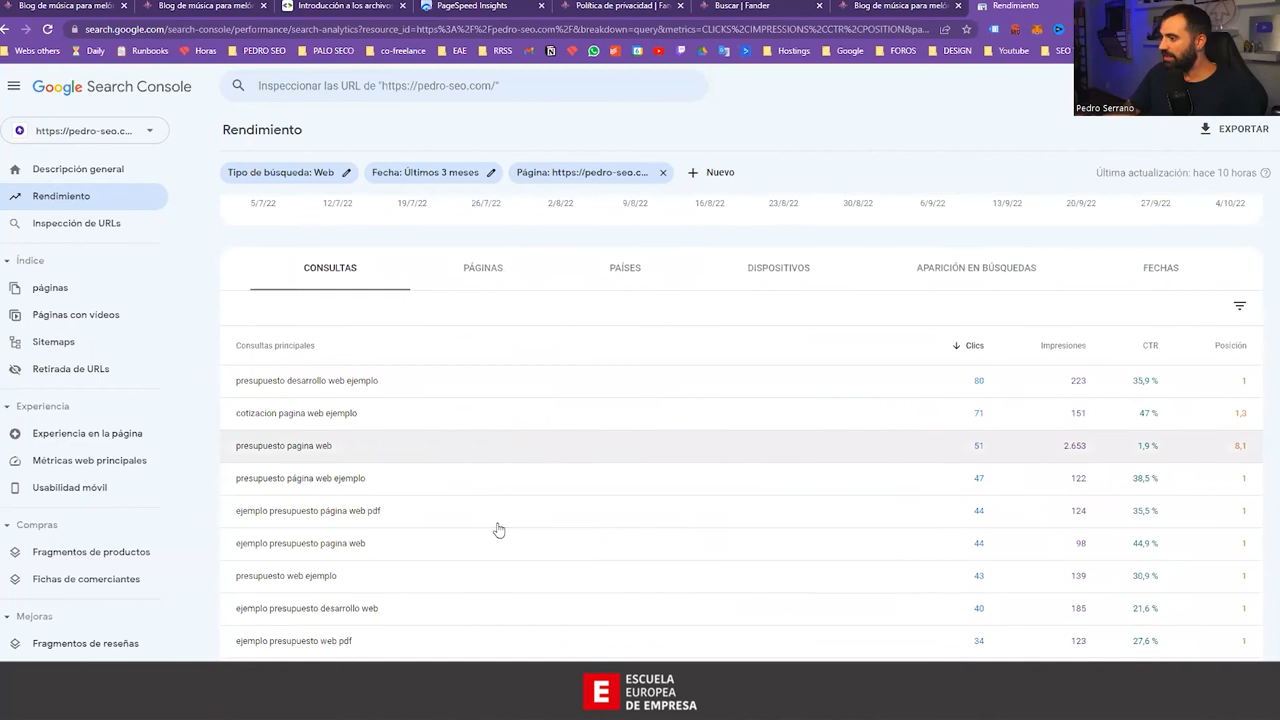 Blog de música para meló
Blog de música para meló
Introducción a los archivos
PageSpeed Insights
Política de privacidad | Fan
Buscar | Fander
Blog de música para meló
Rendimiento
search.google.com/search-console/performance/search-analytics?resource_id=https%3A%2F%2Fpedro-seo.com%2F&breakdown=query&metrics=CLICKS%2CIMPRESSIONS%2CCTR%2CPOSITION&pa...
Webs others
Daily
Runbooks
Horas
PEDRO SEO
PALO SECO
co-freelance
EAE
RRSS
Hostings
Google
FOROS
DESIGN
Youtube
SEO
Pedro Serrano
Google Search Console
Inspeccionar las URL de "https://pedro-seo.com/"
https://pedro-seo.c...
Rendimiento
EXPORTAR
Tipo de búsqueda: Web
Fecha: Últimos 3 meses
Página: https://pedro-seo.c...
Nuevo
Última actualización: hace 10 horas
Descripción general
Rendimiento
Inspección de URLs
Índice
páginas
Páginas con vídeos
Sitemaps
Retirada de URLs
Experiencia
Experiencia en la página
Métricas web principales
Usabilidad móvil
Compras
Fragmentos de productos
Fichas de comerciantes
Mejoras
Fragmentos de reseñas
5/7/22 12/7/22 19/7/22 26/7/22 2/8/22 9/8/22 16/8/22 23/8/22 30/8/22 6/9/22 13/9/22 20/9/22 27/9/22 4/10/22
CONSULTAS PÁGINAS PAÍSES DISPOSITIVOS APARICIÓN EN BÚSQUEDAS FECHAS
Consultas principales Clics Impresiones CTR Posición
presupuesto desarrollo web ejemplo 80 223 35,9 % 1
cotizacion pagina web ejemplo 71 151 47 % 1,3
presupuesto pagina web 51 2.653 1,9 % 8,1
presupuesto página web ejemplo 47 122 38,5 % 1
ejemplo presupuesto página web pdf 44 124 35,5 % 1
ejemplo presupuesto pagina web 44 98 44,9 % 1
presupuesto web ejemplo 43 139 30,9 % 1
ejemplo presupuesto desarrollo web 40 185 21,6 % 1
ejemplo presupuesto web pdf 34 123 27,6 % 1
E
ESCUELA
EUROPEA
DE EMPRESA